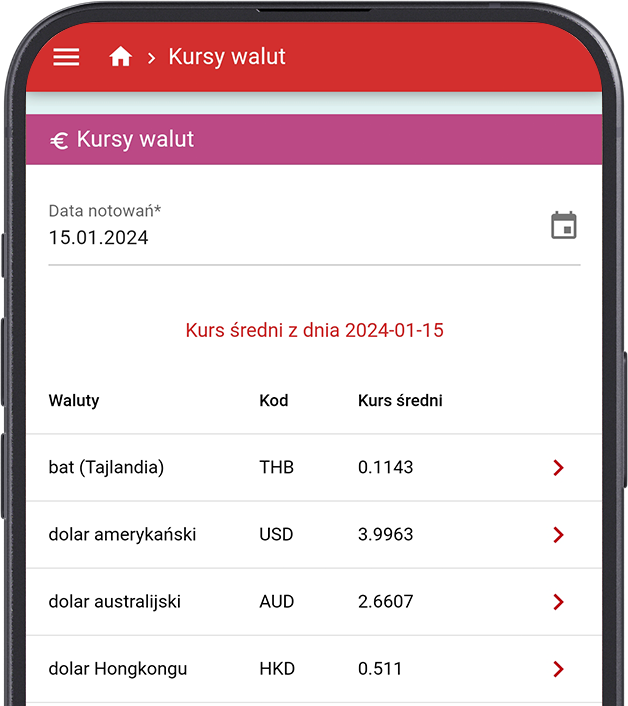 Kursy walut
€ Kursy walut
Data notowań*
15.01.2024
Kurs średni z dnia 2024-01-15
Waluty Kod Kurs średni
bat (Tajlandia) THB 0.1143
dolar amerykański USD 3.9963
dolar australijski AUD 2.6607
dolar Hongkongu HKD 0.511